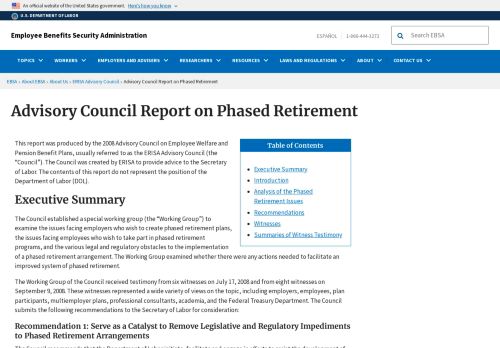 An official website of the United States government. Here's how you know
U.S. DEPARTMENT OF LABOR
Employee Benefits Security Administration
ESPAÑOL | 1-866-444-3272
Search EBSA
TOPICS WORKERS EMPLOYERS AND ADVISERS RESEARCHERS RESOURCES LAWS AND REGULATIONS ABOUT CONTACT US
EBSA › About EBSA › About Us › ERISA Advisory Council › Advisory Council Report on Phased Retirement
Advisory Council Report on Phased Retirement
This report was produced by the 2008 Advisory Council on Employee Welfare and
Pension Benefit Plans, usually referred to as the ERISA Advisory Council (the
"Council"). The Council was created by ERISA to provide advice to the Secretary
of Labor. The contents of this report do not represent the position of the
Department of Labor (DOL).
Table of Contents
Executive Summary
Introduction
Analysis of the Phased
Retirement Issues
Recommendations
Witnesses
Summaries of Witness Testimony
Executive Summary
The Council established a special working group (the "Working Group") to
examine the issues facing employers who wish to create phased retirement plans,
the issues facing employees who wish to take part in phased retirement
programs, and the various legal and regulatory obstacles to the implementation
of a phased retirement arrangement. The Working Group examined whether there were any actions needed to facilitate an
improved system of phased retirement.
The Working Group of the Council received testimony from six witnesses on July 17, 2008 and from eight witnesses on
September 9, 2008. These witnesses represented a wide variety of views on the topic, including employers, employees, plan
participants, multiemployer plans, professional consultants, academia, and the Federal Treasury Department. The Council
submits the following recommendations to the Secretary of Labor for consideration:
Recommendation 1: Serve as a Catalyst to Remove Legislative and Regulatory Impediments
to Phased Retirement Arrangements